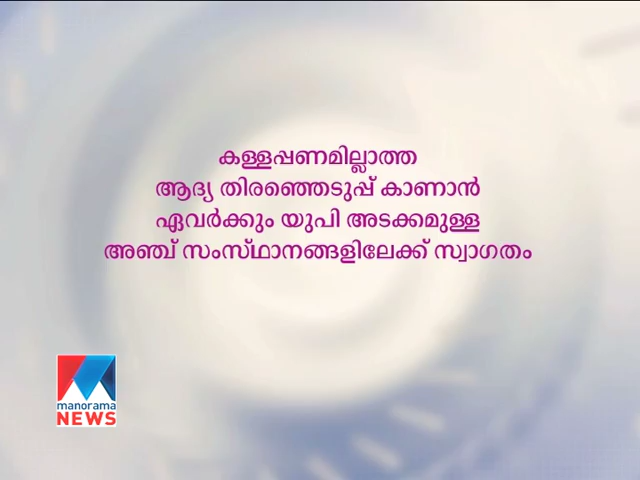 കള്ളപ്പണമില്ലാത്ത
ആദ്യ തിരഞ്ഞെടുപ്പ് കാണാൻ
ഏവർക്കും യുപി അടക്കമുള്ള
അഞ്ച് സംസ്ഥാനങ്ങളിലേക്ക് സ്വാഗതം
manorama
NEWS